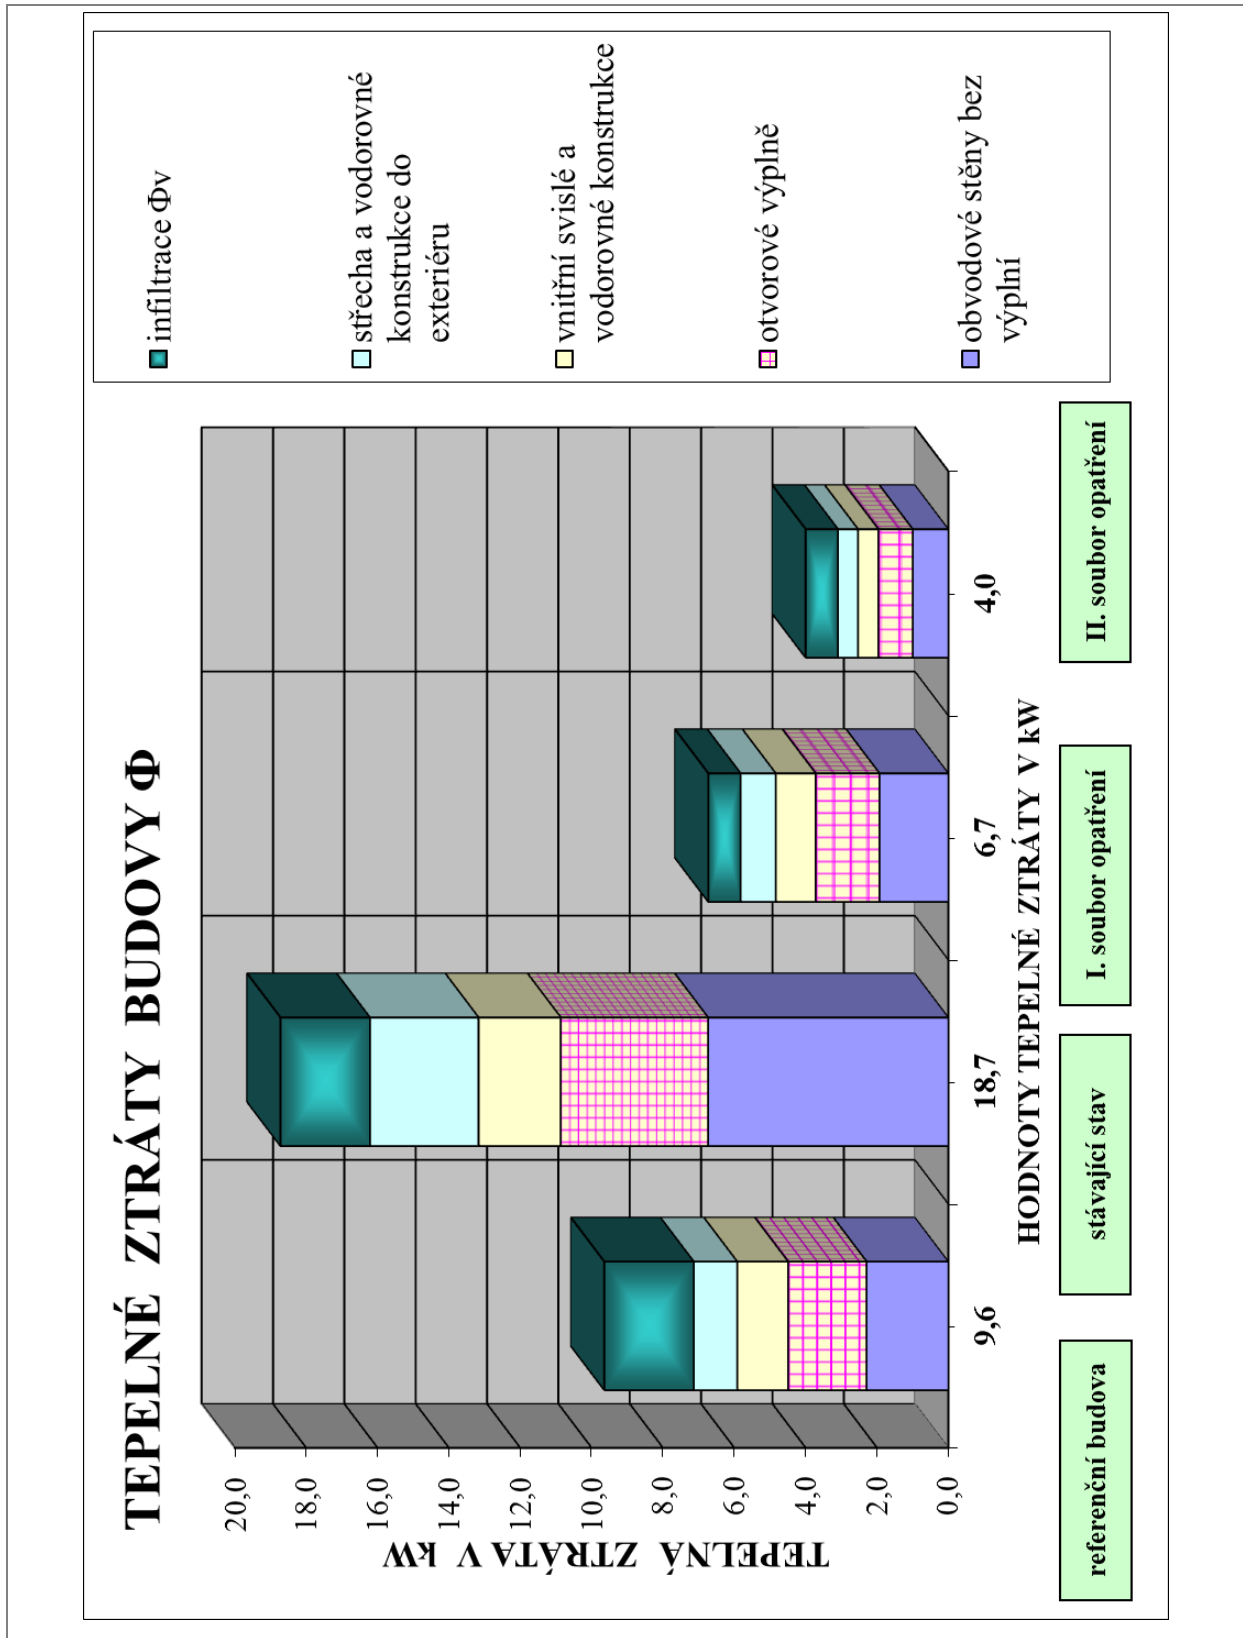 TEPELNÉ ZTRÁTY BUDOVY Φ
TEPELNÁ ZTRÁTA V kW
20,0
18,0
16,0
14,0
12,0
10,0
8,0
6,0
4,0
2,0
0,0
9,6
18,7
6,7
4,0
HODNOTY TEPELNÉ ZTRÁTY V kW
referenční budova
stávající stav
I. soubor opatření
II. soubor opatření
infiltrace Φv
střecha a vodorovné
konstrukce do
exteriéru
vnitřní svislé a
vodorovné konstrukce
otvorové výplně
obvodové stěny bez
výplní